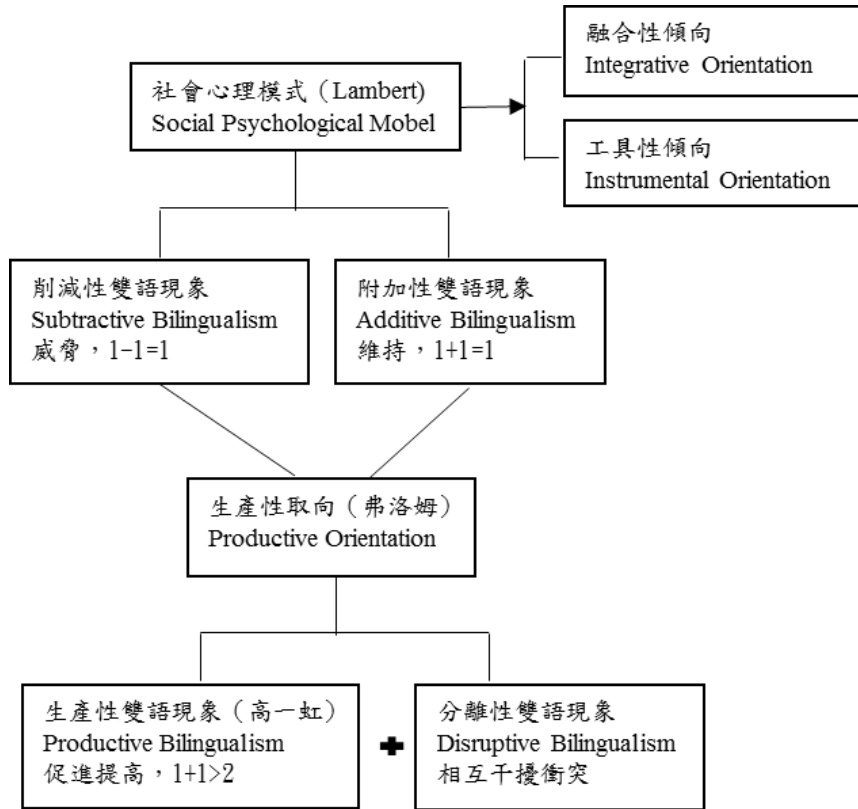 融合性傾向
Integrative Orientation
社會心理模式（Lambert)
Social Psychological Mobel
工具性傾向
Instrumental Orientation
削減性雙語現象
Subtractive Bilingualism
威脅，1-1=1
附加性雙語現象
Additive Bilingualism
維持，1+1=1
生產性取向（弗洛姆）
Productive Orientation
生產性雙語現象（高一虹）
Productive Bilingualism
促進提高，1+1>2
分離性雙語現象
Disruptive Bilingualism
相互干擾衝突